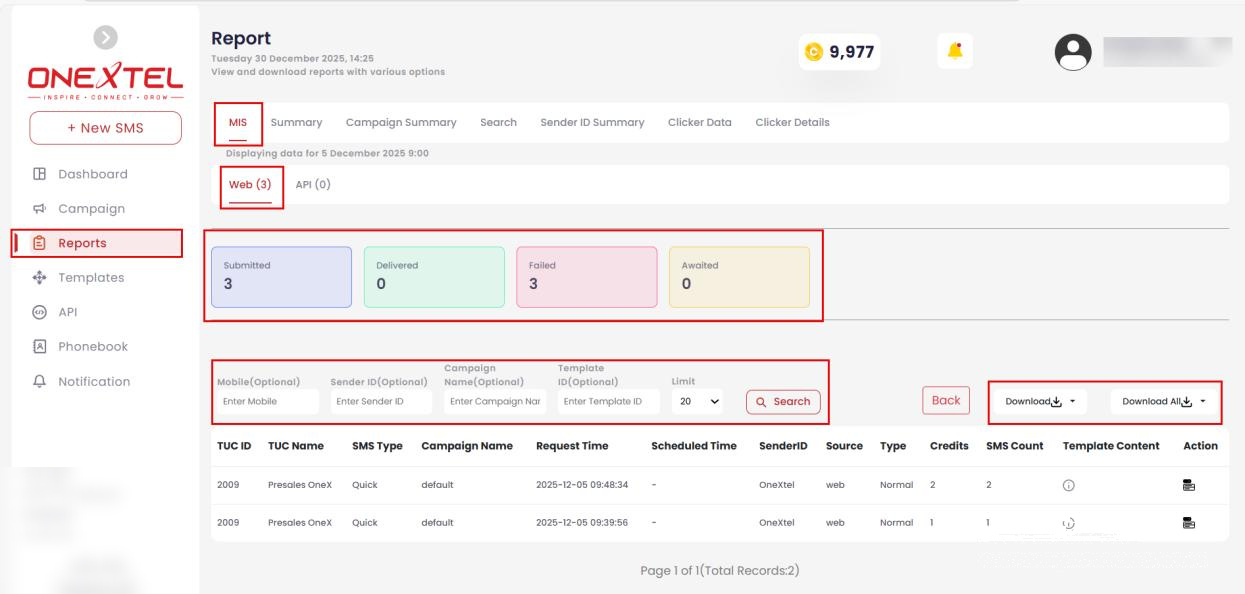 ONEXTEL
INSPIRE • CONNECT • GROW
+ New SMS
Dashboard
Campaign
Reports
Templates
API
Phonebook
Notification
Report
Tuesday 30 December 2025, 14:25
View and download reports with various options
9,977
MIS Summary Campaign Summary Search Sender ID Summary Clicker Data Clicker Details
Displaying data for 5 December 2025 9:00
Web (3) API (0)
Submitted Delivered Failed Awaited
3 0 3 0
Campaign Template
Mobile(Optional) Sender ID(Optional) Name(Optional) ID(Optional) Limit
Enter Mobile Enter Sender ID Enter Campaign Nar Enter Template ID 20 Search Back Download Download All
TUC ID TUC Name SMS Type Campaign Name Request Time Scheduled Time SenderID Source Type Credits SMS Count Template Content Action
2009 Presales OneX Quick default 2025-12-05 09:48:34 - OneXtel web Normal 2 2
2009 Presales OneX Quick default 2025-12-05 09:39:56 - OneXtel web Normal 1 1
Page 1 of 1(Total Records:2)